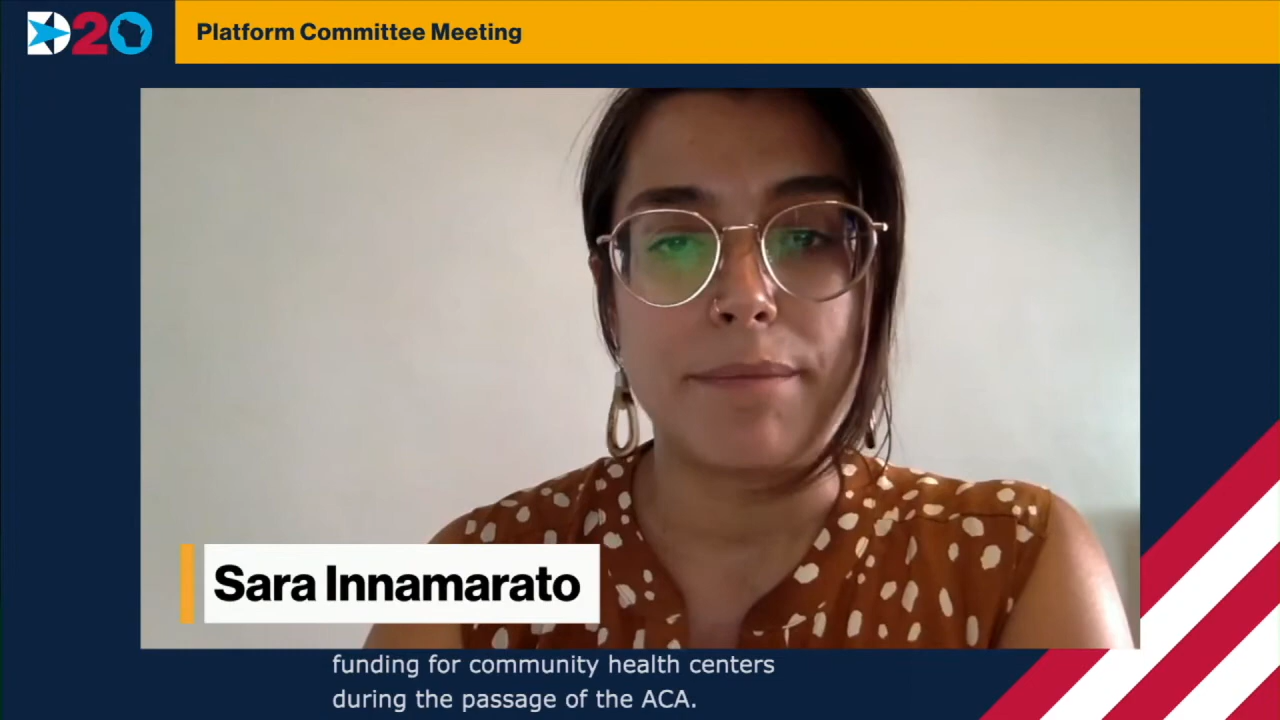 D20
Platform Committee Meeting
Sara Innamarato
funding for community health centers
during the passage of the ACA.